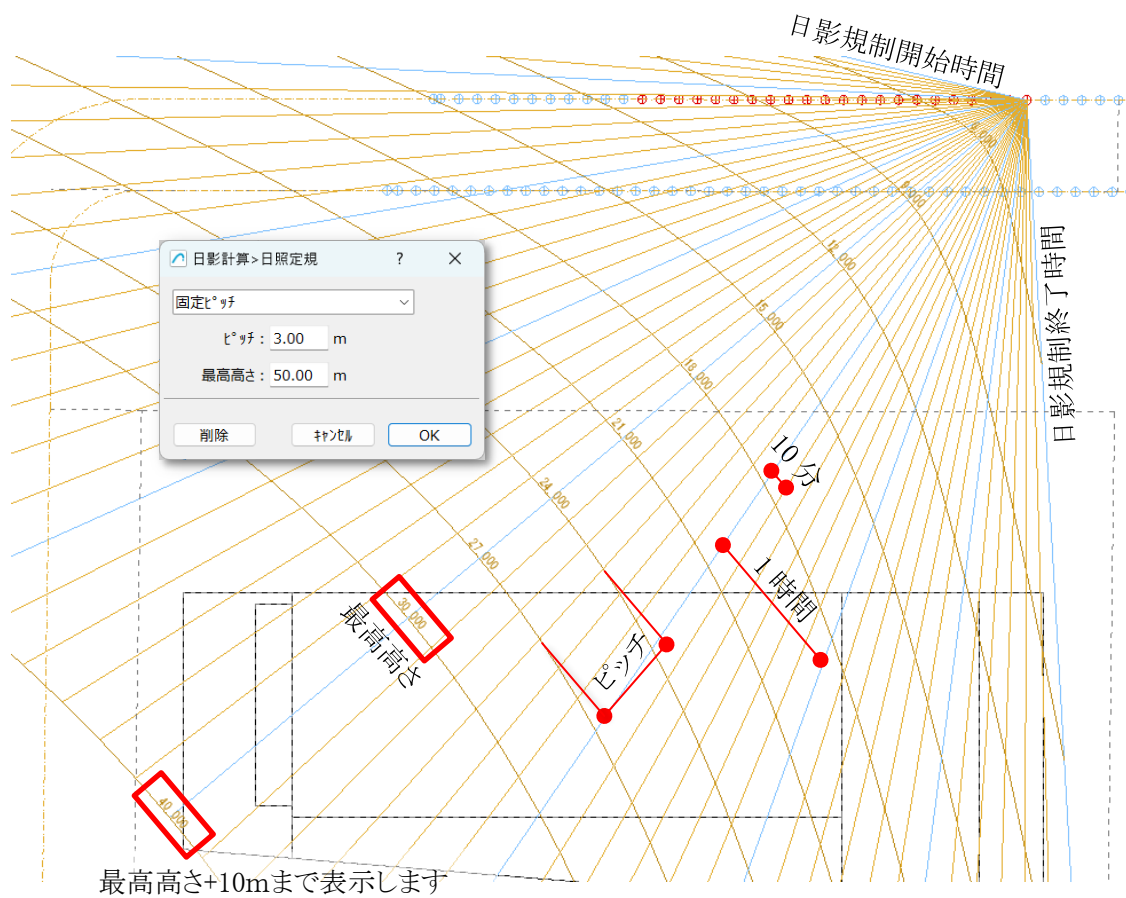 日影規制開始時間
6,000
9,000
12,000
日影計算>日照定規
?
固定ﾋﾟｯﾁ
ﾋﾟｯﾁ : 3.00 m
最高高さ : 50.00 m
削除
ｷｬﾝｾﾙ
OK
日影規制終了時間
15,000
18,000
21,000
24,000
27,000
30,000
40,000
10分
1時間
ピッチ
最高高さ
最高高さ+10mまで表示します